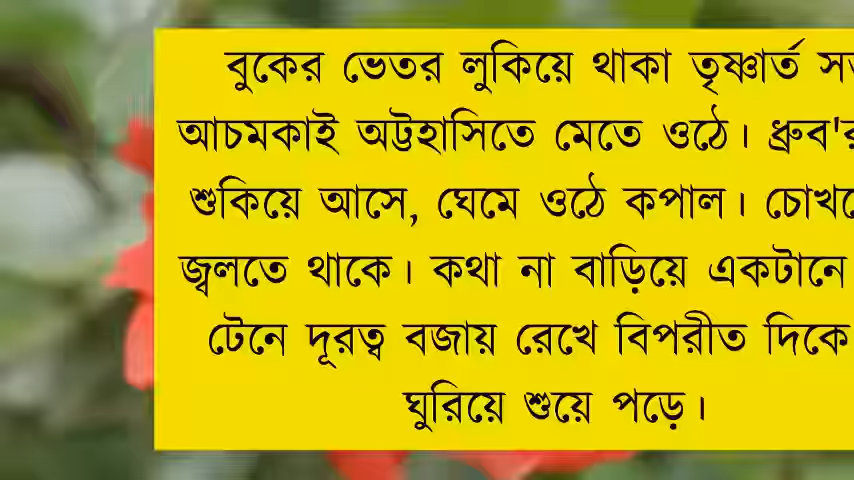 বুকের ভেতর লুকিয়ে থাকা তৃষ্ণার্ত
আচমকাই অট্টহাসিতে মেতে ওঠে। ধ্রুব'র
শুকিয়ে আসে, ঘেমে ওঠে কপাল।
জ্বলতে থাকে। কথা না বাড়িয়ে একটানে
টেনে দূরত্ব বজায় রেখে বিপরীত দিকে
ঘুরিয়ে শুয়ে পড়ে।